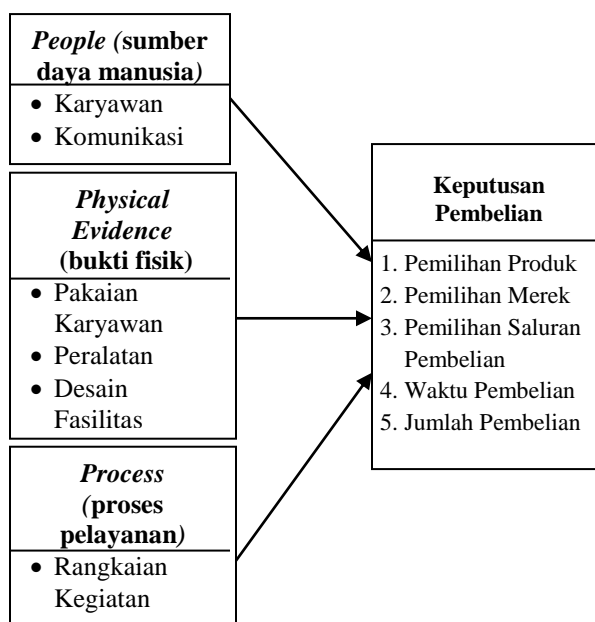 People (sumber
daya manusia)
• Karyawan
• Komunikasi
Physical
Evidence
(bukti fisik)
• Pakaian
Karyawan
• Peralatan
• Desain
Fasilitas
Process
(proses
pelayanan)
• Rangkaian
Kegiatan
Keputusan
Pembelian
1. Pemilihan Produk
2. Pemilihan Merek
3. Pemilihan Saluran
Pembelian
4. Waktu Pembelian
5. Jumlah Pembelian